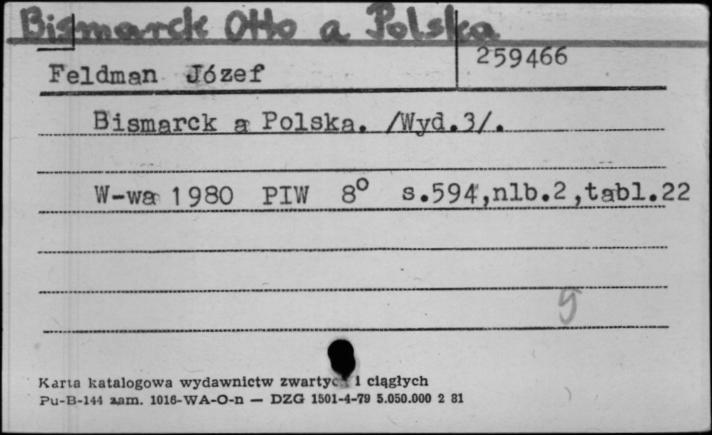 Bismarck Otto a Polska
259466
Feldman Józef
Bismarck a Polska. /Wyd.3/.
W-wa 1980 PIW 8° s.594,nlb.2,tabl.22
g
Karta katalogowa wydawnictw zwartych i ciągłych
Pu-B-144 zam. 1016-WA-O-n — DZG 1501-4-79 5.050.000 2 81